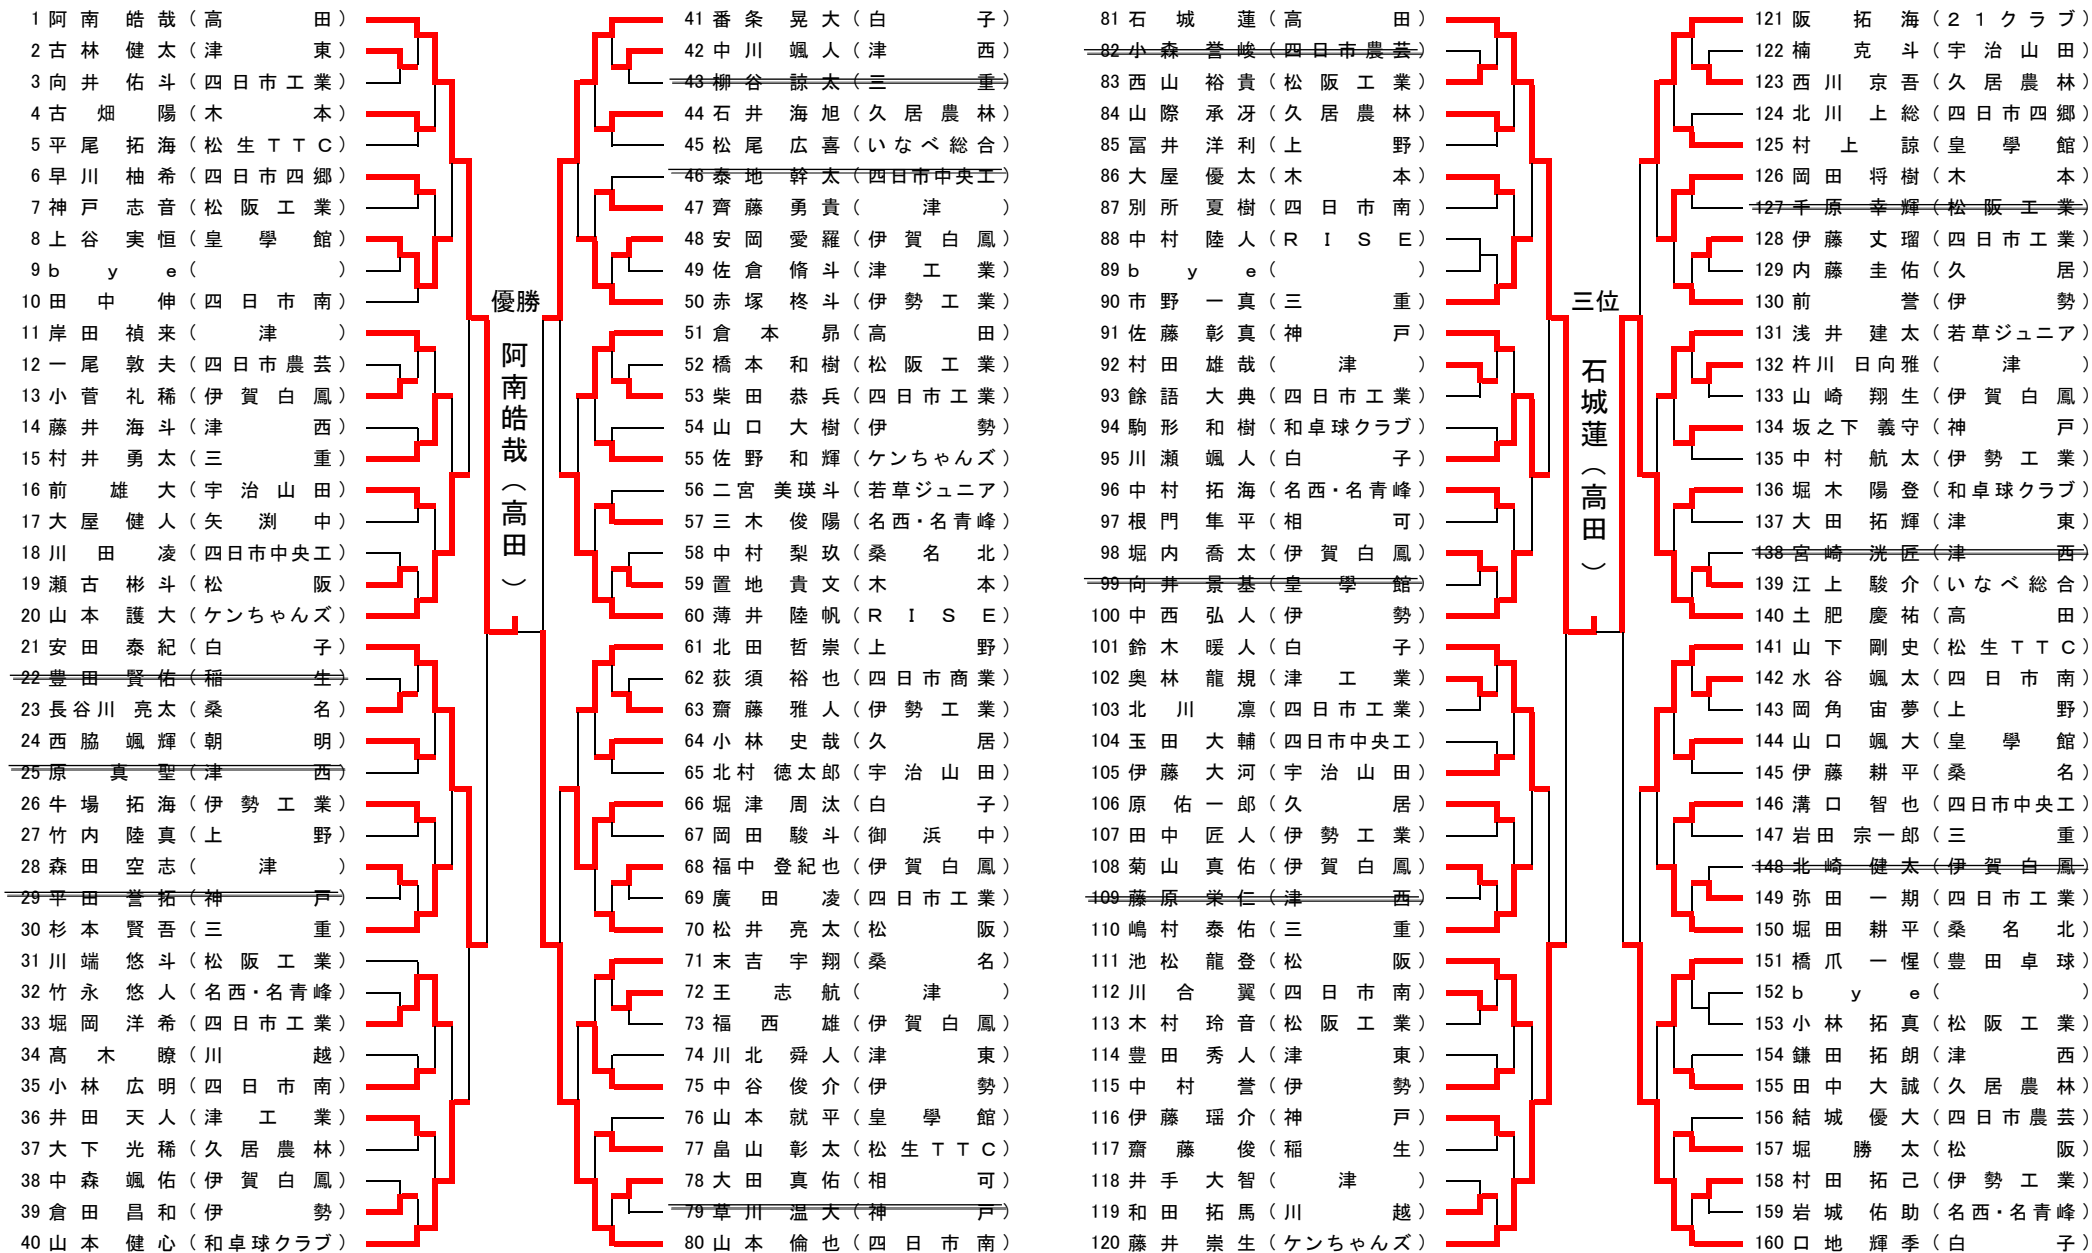 1 阿南 皓哉 (高田)
2 古林 健太 (津東)
3 向井 佑斗 (四日市工業)
4 古畑 陽 (木本)
5 平尾 拓海 (松生TTC)
6 早川 柚希 (四日市四郷)
7 神戸 志音 (松阪工業)
8 上谷 実恒 (皇學館)
9 bye ( )
10 田中 伸 (四日市南)
11 岸田 禎来 (津)
12 一尾 敦夫 (四日市農芸)
13 小菅 礼稀 (伊賀白鳳)
14 藤井 海斗 (津西)
15 村井 勇太 (三重)
16 前 雄大 (宇治山田)
17 大屋 健人 (矢渕中)
18 川田 凌 (四日市中央工)
19 瀬古 彬斗 (松阪)
20 山本 護大 (ケンちゃんズ)
21 安田 泰紀 (白子)
22 豊田 賢佑 (稲生)
23 長谷川 亮太 (桑名)
24 西脇 颯輝 (朝明)
25 原 真聖 (津西)
26 牛場 拓海 (伊勢工業)
27 竹内 陸真 (上野)
28 森田 空志 (津)
29 平田 誉拓 (神戸)
30 杉本 賢吾 (三重)
31 川端 悠斗 (松阪工業)
32 竹永 悠人 (名西・名青峰)
33 堀岡 洋希 (四日市工業)
34 髙木 瞭 (川越)
35 小林 広明 (四日市南)
36 井田 天人 (津工業)
37 大下 光稀 (久居農林)
38 中森 颯佑 (伊賀白鳳)
39 倉田 昌和 (伊勢)
40 山本 健心 (和卓球クラブ)
優勝
阿南皓哉(高田)
41 番条 晃大 (白子)
42 中川 颯人 (津西)
43 柳谷 諒太 (三重)
44 石井 海旭 (久居農林)
45 松尾 広喜 (いなべ総合)
46 泰地 幹太 (四日市中央工)
47 齊藤 勇貴 (津)
48 安岡 愛羅 (伊賀白鳳)
49 佐倉 脩斗 (津工業)
50 赤塚 柊斗 (伊勢工業)
51 倉本 昴 (高田)
52 橋本 和樹 (松阪工業)
53 柴田 恭兵 (四日市工業)
54 山口 大樹 (伊勢)
55 佐野 和輝 (ケンちゃんズ)
56 二宮 美瑛斗 (若草ジュニア)
57 三木 俊陽 (名西・名青峰)
58 中村 梨玖 (桑名北)
59 置地 貴文 (木本)
60 薄井 陸帆 (RISE)
61 北田 哲崇 (上野)
62 荻須 裕也 (四日市商業)
63 齋藤 雅人 (伊勢工業)
64 小林 史哉 (久居)
65 北村 徳太郎 (宇治山田)
66 堀津 周汰 (白子)
67 岡田 駿斗 (御浜中)
68 福中 登紀也 (伊賀白鳳)
69 廣田 凌 (四日市工業)
70 松井 亮太 (松阪)
71 末吉 宇翔 (桑名)
72 王 志航 (津)
73 福西 雄 (伊賀白鳳)
74 川北 舜人 (津東)
75 中谷 俊介 (伊勢)
76 山本 就平 (皇學館)
77 畠山 彰太 (松生TTC)
78 大田 真佑 (相可)
79 草川 温大 (神戸)
80 山本 倫也 (四日市南)
81 石城 蓮 (高田)
82 小森 誉峻 (四日市農芸)
83 西山 裕貴 (松阪工業)
84 山際 承冴 (久居農林)
85 冨井 洋利 (上野)
86 大屋 優太 (木本)
87 別所 夏樹 (四日市南)
88 中村 陸人 (RISE)
89 bye ( )
90 市野 一真 (三重)
91 佐藤 彰真 (神戸)
92 村田 雄哉 (津)
93 餘語 大典 (四日市工業)
94 駒形 和樹 (和卓球クラブ)
95 川瀬 颯人 (白子)
96 中村 拓海 (名西・名青峰)
97 根門 隼平 (相可)
98 堀内 喬太 (伊賀白鳳)
99 向井 景基 (皇學館)
100 中西 弘人 (伊勢)
101 鈴木 暖人 (白子)
102 奥林 龍規 (津工業)
103 北川 凛 (四日市工業)
104 玉田 大輔 (四日市中央工)
105 伊藤 大河 (宇治山田)
106 原 佑一郎 (久居)
107 田中 匠人 (伊勢工業)
108 菊山 真佑 (伊賀白鳳)
109 藤原 栄仁 (津西)
110 嶋村 泰佑 (三重)
111 池松 龍登 (松阪)
112 川合 翼 (四日市南)
113 木村 玲音 (松阪工業)
114 豊田 秀人 (津東)
115 中村 誉 (伊勢)
116 伊藤 瑶介 (神戸)
117 齋藤 俊 (稲生)
118 井手 大智 (津)
119 和田 拓馬 (川越)
120 藤井 崇生 (ケンちゃんズ)
三位
石城蓮(高田)
121 阪 拓海 (21クラブ)
122 楠 克斗 (宇治山田)
123 西川 京吾 (久居農林)
124 北川 上総 (四日市四郷)
125 村上 諒 (皇學館)
126 岡田 将樹 (木本)
127 千原 幸輝 (松阪工業)
128 伊藤 丈瑠 (四日市工業)
129 内藤 圭佑 (久居)
130 前 誉 (伊勢)
131 浅井 建太 (若草ジュニア)
132 杵川 日向雅 (津)
133 山崎 翔生 (伊賀白鳳)
134 坂之下 義守 (神戸)
135 中村 航太 (伊勢工業)
136 堀木 陽登 (和卓球クラブ)
137 大田 拓輝 (津東)
138 宮崎 洸匠 (津西)
139 江上 駿介 (いなべ総合)
140 土肥 慶祐 (高田)
141 山下 剛史 (松生TTC)
142 水谷 颯太 (四日市南)
143 岡角 宙夢 (上野)
144 山口 颯大 (皇學館)
145 伊藤 耕平 (桑名)
146 溝口 智也 (四日市中央工)
147 岩田 宗一郎 (三重)
148 北崎 健太 (伊賀白鳳)
149 弥田 一期 (四日市工業)
150 堀田 耕平 (桑名北)
151 橋爪 一惺 (豊田卓球)
152 bye ( )
153 小林 拓真 (松阪工業)
154 鎌田 拓朗 (津西)
155 田中 大誠 (久居農林)
156 結城 優大 (四日市農芸)
157 堀 勝太 (松阪)
158 村田 拓己 (伊勢工業)
159 岩城 佑助 (名西・名青峰)
160 口地 輝季 (白子)